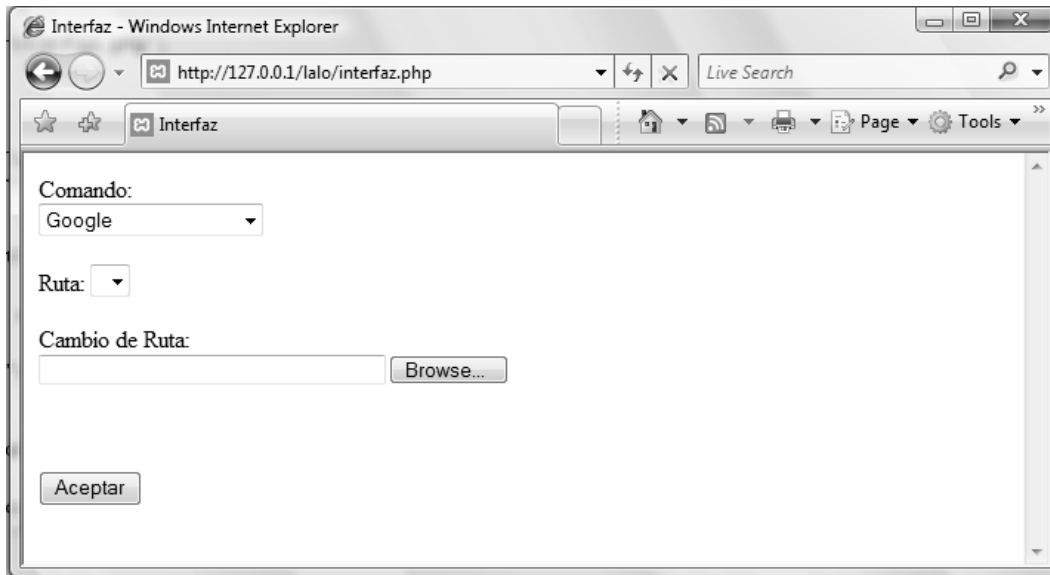 Interfaz - Windows Internet Explorer
http://127.0.0.1/lalo/interfaz.php
Live Search
Interfaz
Page
Tools
Comando:
Google
Ruta:
Cambio de Ruta:
Browse...
Aceptar